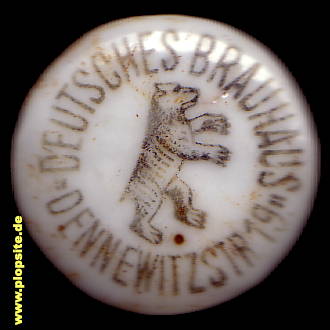 "DEUTSCHES BRAUHAUS"
DENNEWITZSTR 19
www.plopsite.de